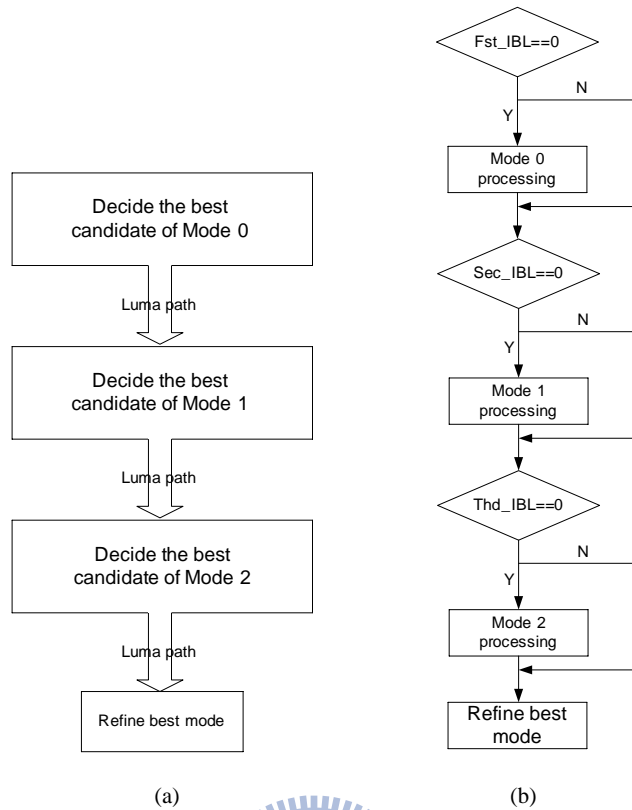 Decide the best
candidate of Mode 0
Luma path
Decide the best
candidate of Mode 1
Luma path
Decide the best
candidate of Mode 2
Luma path
Refine best mode
(a)
Fst_IBL==0
N
Y
Mode 0
processing
Sec_IBL==0
N
Y
Mode 1
processing
Thd_IBL==0
N
Y
Mode 2
processing
Refine best
mode
(b)